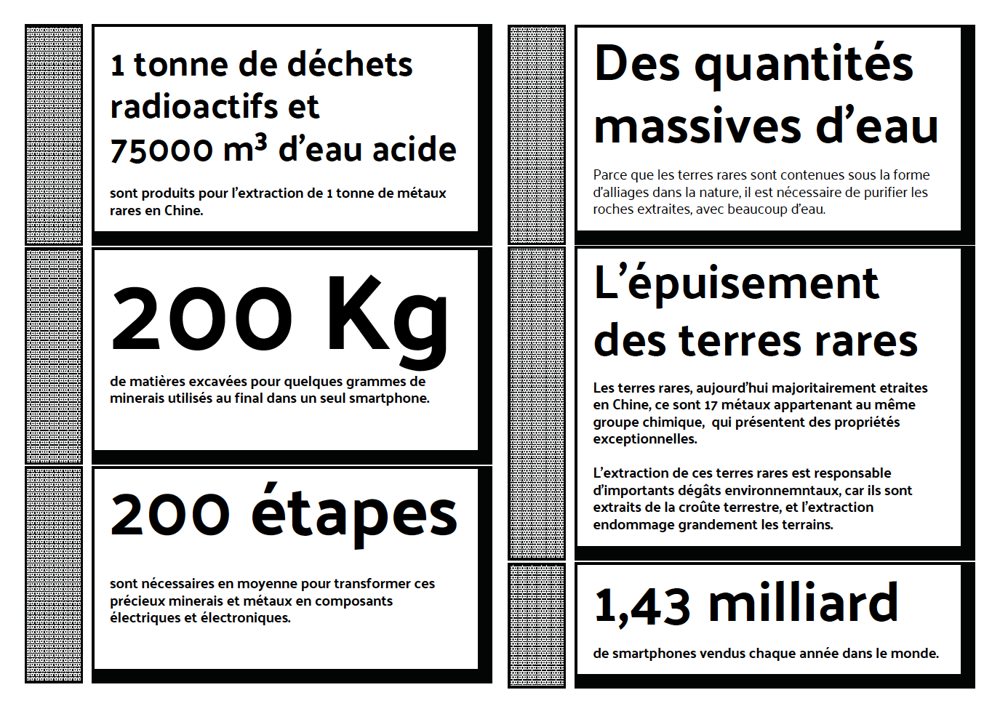 1 tonne de déchets
radioactifs et
75000 m³ d’eau acide
sont produits pour l’extraction de 1 tonne de métaux
rares en Chine.
200 Kg
de matières excavées pour quelques grammes de
minerais utilisés au final dans un seul smartphone.
200 étapes
sont nécessaires en moyenne pour transformer ces
précieux minerais et métaux en composants
électriques et électroniques.
Des quantités
massives d’eau
Parce que les terres rares sont contenues sous la forme
d’alliages dans la nature, il est nécessaire de purifier les
roches extraites, avec beaucoup d’eau.
L’épuisement
des terres rares
Les terres rares, aujourd’hui majoritairement etraites
en Chine, ce sont 17 métaux appartenant au même
groupe chimique,  qui présentent des propriétés
exceptionnelles.
L’extraction de ces terres rares est responsable
d’importants dégâts environnemntaux, car ils sont
extraits de la croûte terrestre, et l’extraction
endommage grandement les terrains.
1,43 milliard
de smartphones vendus chaque année dans le monde.